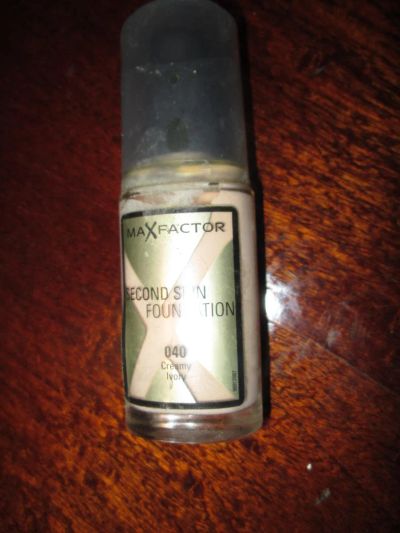 MAXFACTOR
SECOND SKIN
FOUNDATION
040
Creamy
Ivory